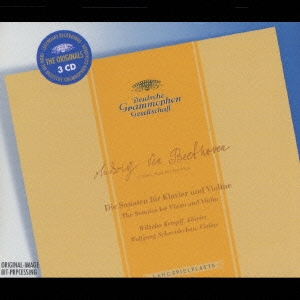 THE ORIGINALS
3 CD
Deutsche
Grammophon
Gesellschaft
Ludwig van Beethoven
Die Sonaten für Klavier und Violine
The Sonatas for Piano and Violin
Wilhelm Kempff, Klavier
Wolfgang Schneiderhan, Violine
LANGSPIELPLATTE
ORIGINAL-IMAGE
BIT-PROCESSING